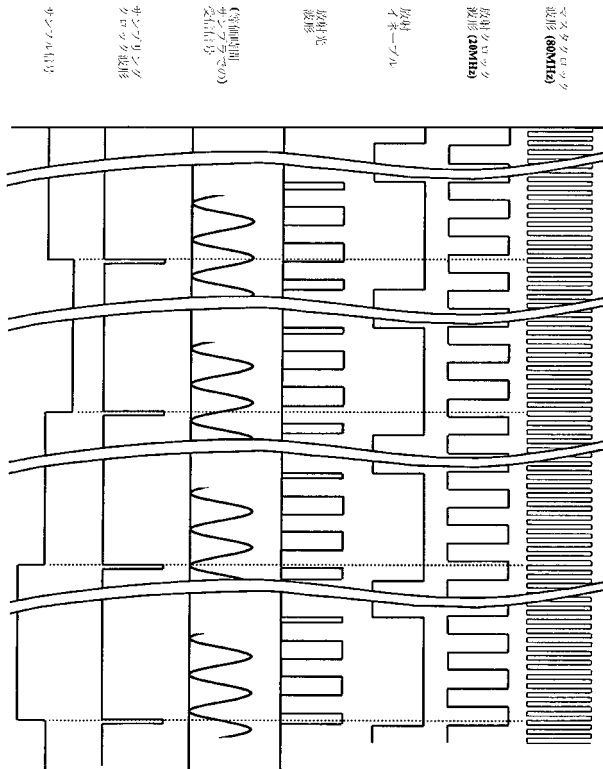 マスタクロック
波形 (80MHz)
放射クロック
波形 (20MHz)
放射
イネーブル
放射光
波形
(等価時間
サンプラでの)
受信信号
サンプリング
クロック波形
サンプル信号